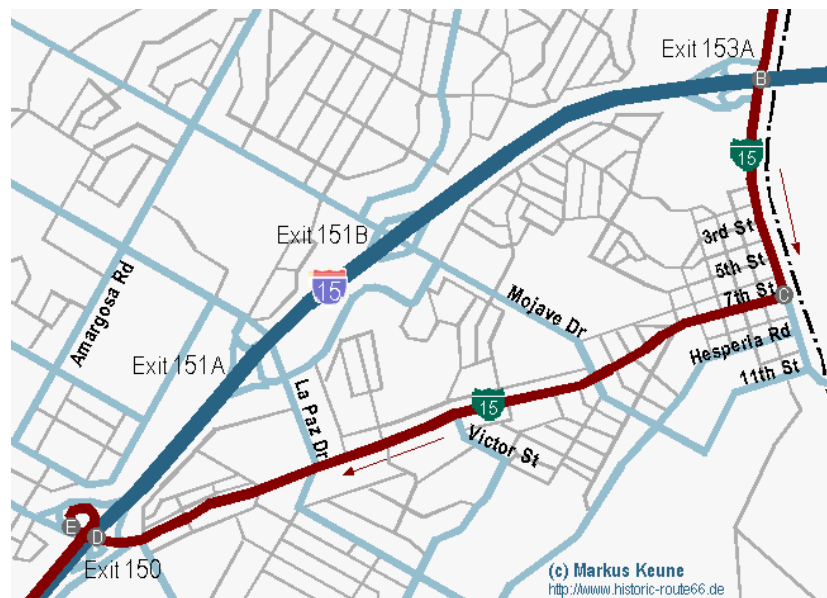 Exit 153A
B
15
3rd St
5th St
7th St
C
Exit 151B
15
Amargosa Rd
Mojave Dr
Hesperia Rd
11th St
Exit 151A
La Paz Dr
15
Victor St
E
D
Exit 150
(c) Markus Keune
http://www.historic-route66.de